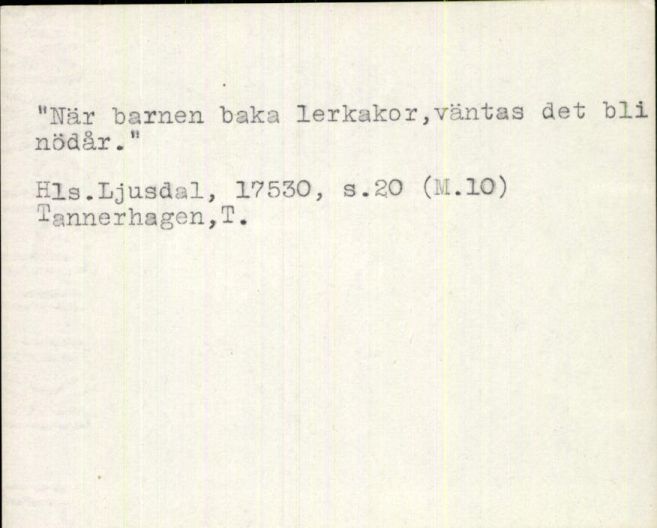 "När barnen baka lerkakor,väntas det bli
nödår."
Hls.Ljusdal, 17530, s.20 (M.10)
Tannerhagen,T.